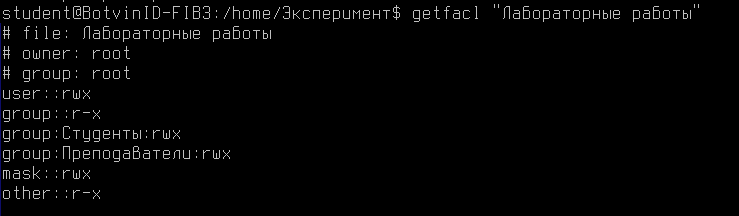 student@BotvinID-FIB3:/home/Эксперимент$ getfacl "Лабораторные работы"
# file: Лабораторные работы
# owner: root
# group: root
user::rwx
group::r-x
group:Студенты:rwx
group:Преподаватели:rwx
mask::rwx
other::r-x